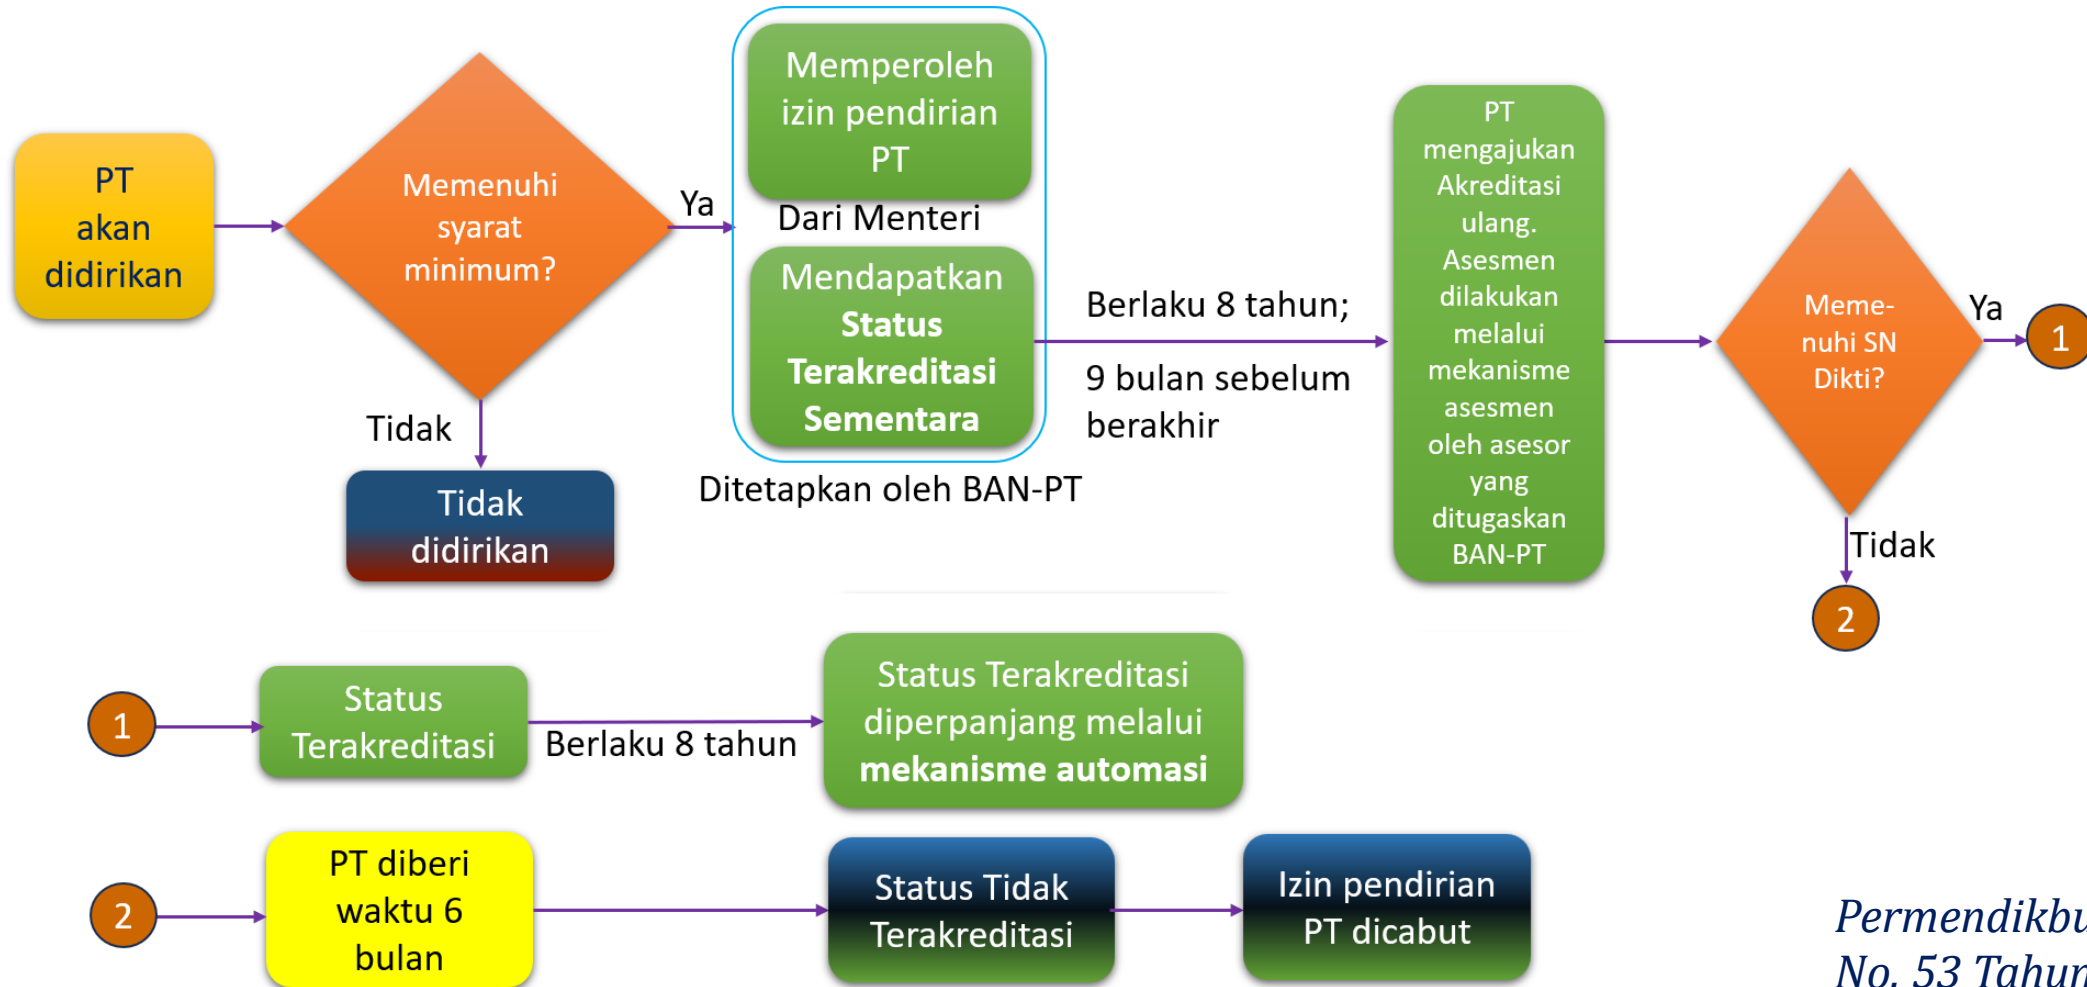 PT
akan
didirikan
Memenuhi
syarat
minimum?
Ya
Tidak
Tidak
didirikan
Memperoleh
izin pendirian
PT
Dari Menteri
Mendapatkan
Status
Terakreditasi
Sementara
Ditetapkan oleh BAN-PT
Berlaku 8 tahun;
9 bulan sebelum
berakhir
PT
mengajukan
Akreditasi
ulang.
Asesmen
dilakukan
melalui
mekanisme
asesmen
oleh asesor
yang
ditugaskan
BAN-PT
Meme-
nuhi SN
Dikti?
Ya
1
Tidak
2
1
Status
Terakreditasi
Berlaku 8 tahun
Status Terakreditasi
diperpanjang melalui
mekanisme automasi
2
PT diberi
waktu 6
bulan
Status Tidak
Terakreditasi
Izin pendirian
PT dicabut
Permendikbu
No. 53 Tahun